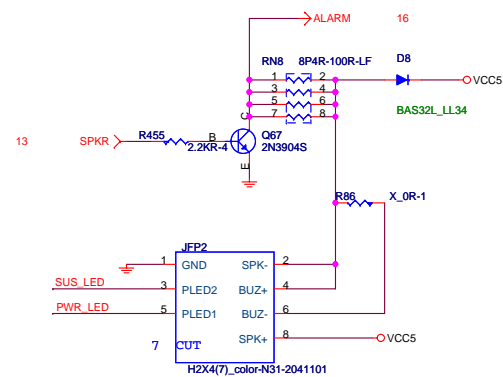 ALARM 16
RN8 8P4R-100R-LF D8
1 2
3 4
5 6
7 8
VCC5
BAS32L_LL34
C
13 SPKR R455 B Q67
2.2KR-4 2N3904S
E
R86 X_0R-1
JFP2
1 GND SPK- 2
SUS_LED 3 PLED2 BUZ+ 4
PWR_LED 5 PLED1 BUZ- 6
7 CUT SPK+ 8 VCC5
H2X4(7)_color-N31-2041101